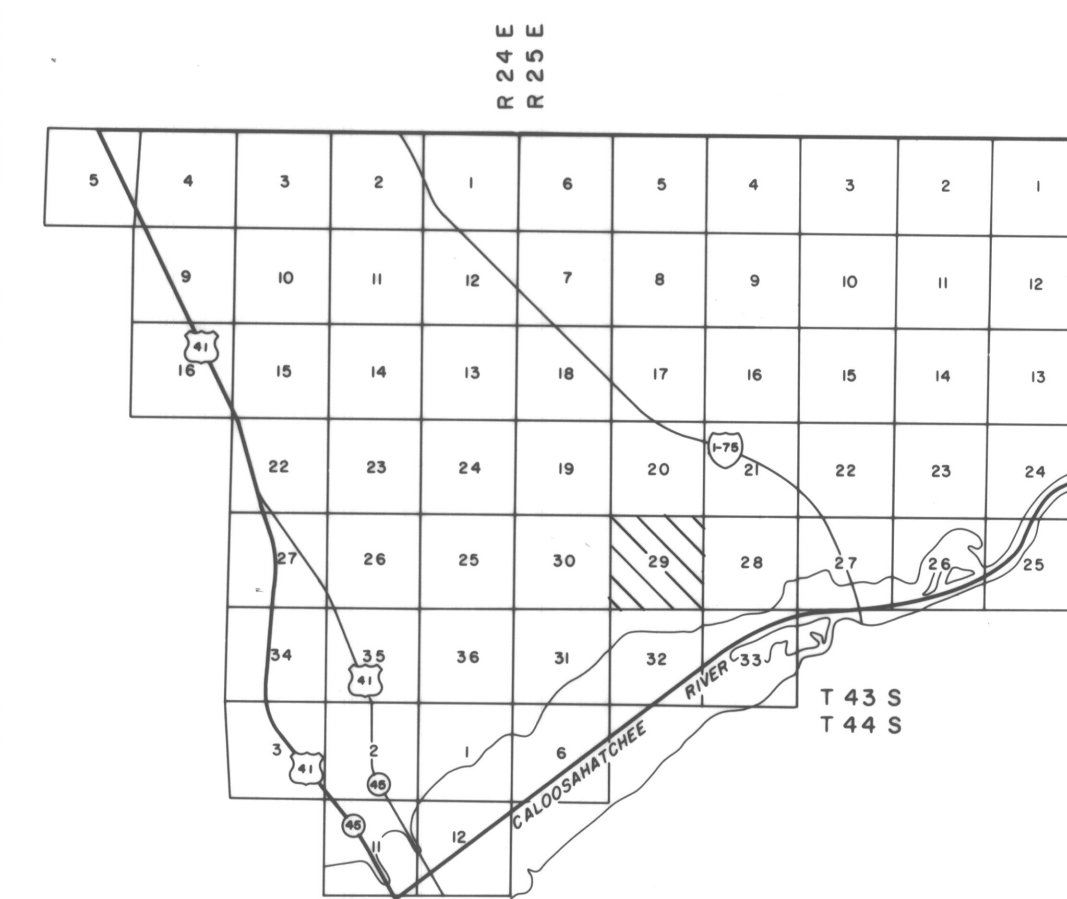 R 24 E
R 25 E
5 4 3 2 1 6 5 4 3 2 1
9 10 11 12 7 8 9 10 11 12
41
16 15 14 13 18 17 16 15 14 13
I-75
22 23 24 19 20 21 22 23 24
27 26 25 30 29 28 27 26 25
34 35 36 31 32 33
41
RIVER
T 43 S
T 44 S
3 2 1 6
41
45
CALOOSAHATCHEE
45
11 12